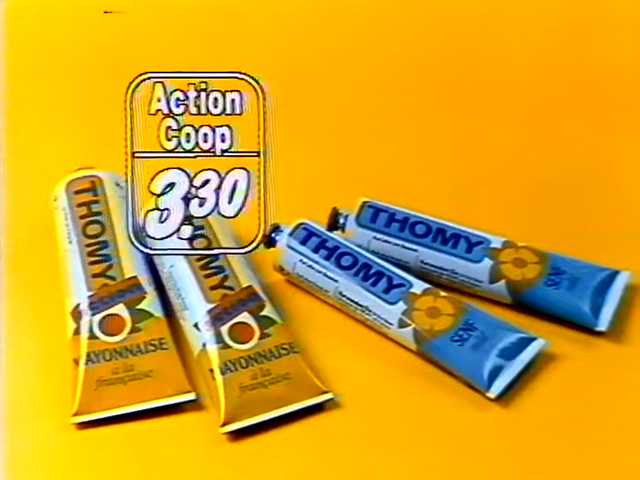 Action
Coop
3.30
THOMY
MAYONNAISE
à la
française
THOMY
MAYONNAISE
à la
française
THOMY
SENF
THOMY
SENF